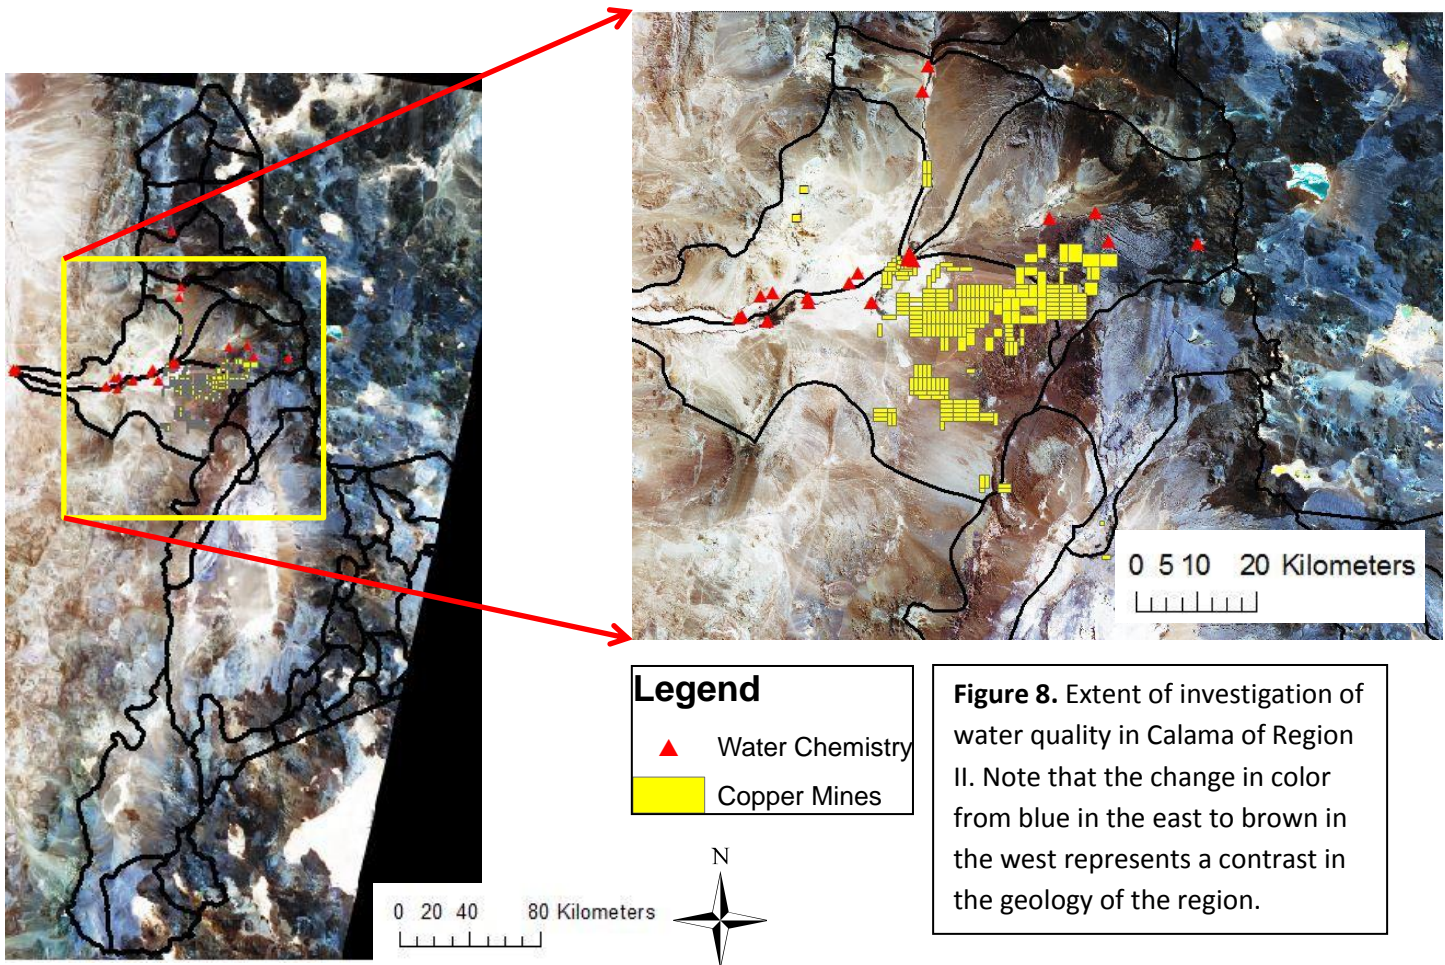 0 5 10 20 Kilometers
Legend
Water Chemistry
Copper Mines
Figure 8. Extent of investigation of
water quality in Calama of Region
II. Note that the change in color
from blue in the east to brown in
the west represents a contrast in
the geology of the region.
N
0 20 40 80 Kilometers